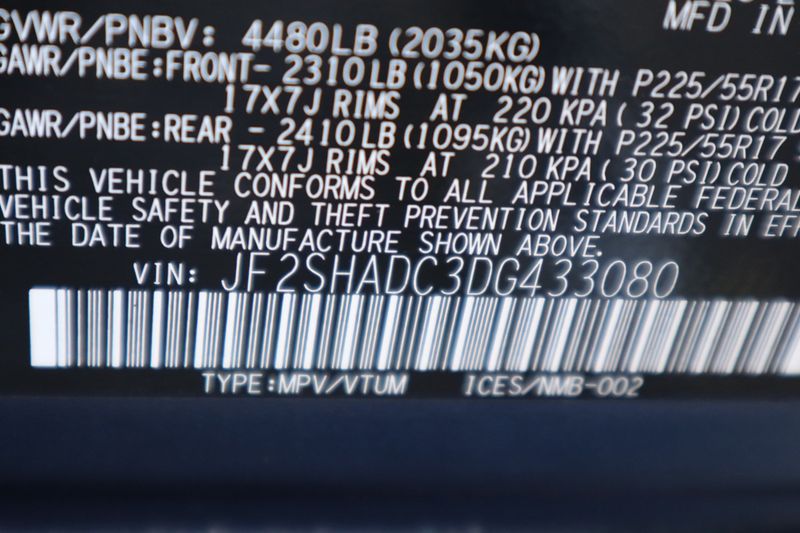 MFD IN
GVWR/PNBV: 4480LB (2035KG)
GAWR/PNBE:FRONT- 2310LB(1050KG) WITH P225/55R17
17X7J RIMS AT 220 KPA( 32 PSI) COLD
GAWR/PNBE:REAR - 2410LB(1095KG) WITH P225/55R17
17X7J RIMS AT 210 KPA( 30 PSI) COLD
THIS VEHICLE CONFORMS TO ALL APPLICABLE FEDERAL
VEHICLE SAFETY AND THEFT PREVENTION STANDARDS IN EFF
THE DATE OF MANUFACTURE SHOWN ABOVE.
VIN: JF2SHADC3DG433080
TYPE:MPV/VTUM ICES/NMB-002